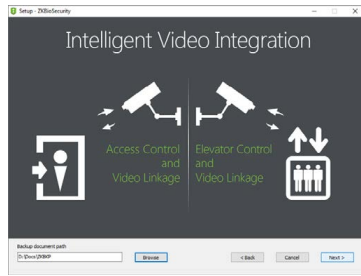 Setup - ZKBioSecurity
Intelligent Video Integration
Access Control
and
Video Linkage
Elevator Control
and
Video Linkage
Backup document path
Browse
< Back
Cancel
Next >